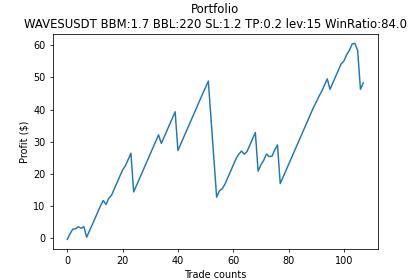 Portfolio
WAVESUSDT BBM:1.7 BBL:220 SL:1.2 TP:0.2 lev:15 WinRatio:84.0
60
50
40
30
20
10
0
Profit ($)
0 20 40 60 80 100
Trade counts